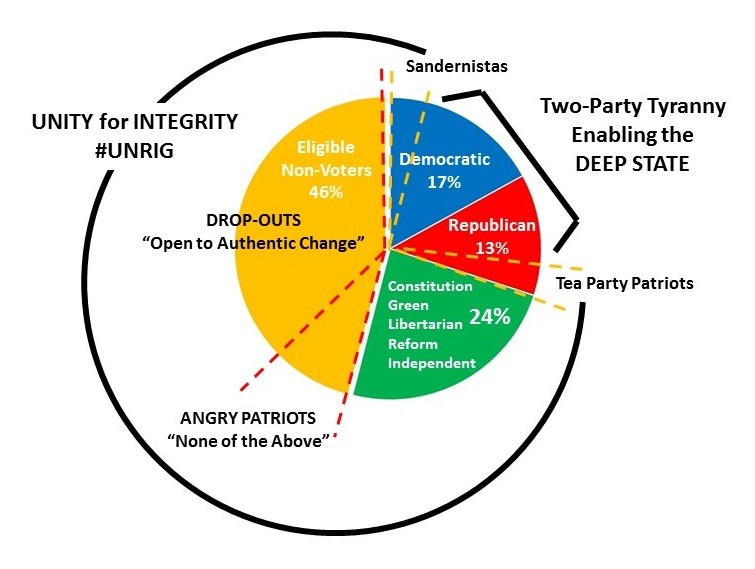 Sandernistas
Two-Party Tyranny
Enabling the
DEEP STATE
UNITY for INTEGRITY
#UNRIG
Eligible
Non-Voters
46%
Democratic
17%
DROP-OUTS
“Open to Authentic Change”
Republican
13%
Tea Party Patriots
Constitution
Green
Libertarian
Reform
Independent
24%
ANGRY PATRIOTS
“None of the Above”